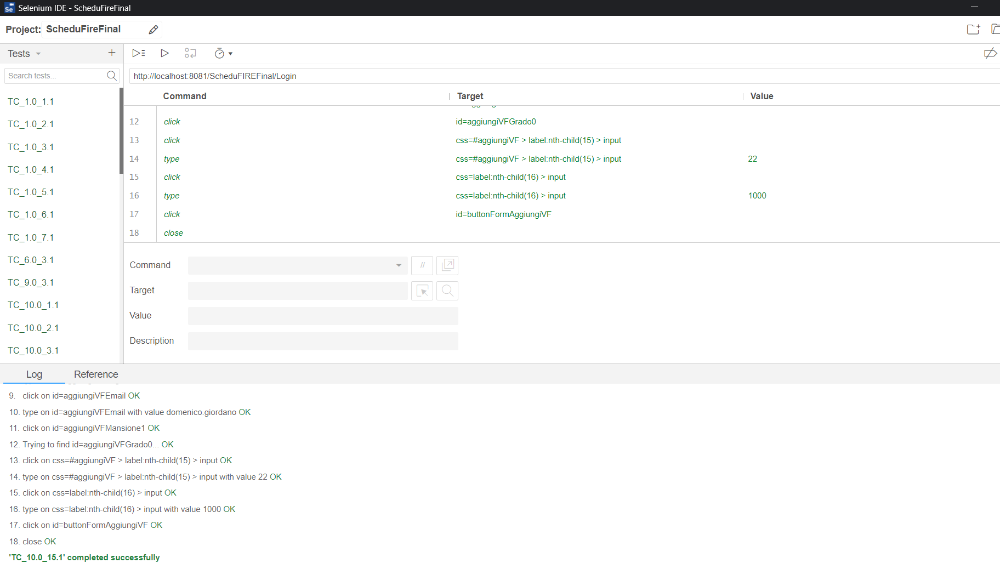 Selenium IDE - ScheduFireFinal
Project: ScheduFireFinal
Tests
Search tests...
TC_1.0_1.1
TC_1.0_2.1
TC_1.0_3.1
TC_1.0_4.1
TC_1.0_5.1
TC_1.0_6.1
TC_1.0_7.1
TC_6.0_3.1
TC_9.0_3.1
TC_10.0_1.1
TC_10.0_2.1
TC_10.0_3.1
http://localhost:8081/ScheduFIREFinal/Login
Command Target Value
12 click id=aggiungiVFGrado0
13 click css=#aggiungiVF > label:nth-child(15) > input
14 type css=#aggiungiVF > label:nth-child(15) > input 22
15 click css=label:nth-child(16) > input
16 type css=label:nth-child(16) > input 1000
17 click id=buttonFormAggiungiVF
18 close
Command //
Target
Value
Description
Log Reference
9. click on id=aggiungiVFEmail OK
10. type on id=aggiungiVFEmail with value domenico.giordano OK
11. click on id=aggiungiVFMansione1 OK
12. Trying to find id=aggiungiVFGrado0... OK
13. click on css=#aggiungiVF > label:nth-child(15) > input OK
14. type on css=#aggiungiVF > label:nth-child(15) > input with value 22 OK
15. click on css=label:nth-child(16) > input OK
16. type on css=label:nth-child(16) > input with value 1000 OK
17. click on id=buttonFormAggiungiVF OK
18. close OK
'TC_10.0_15.1' completed successfully